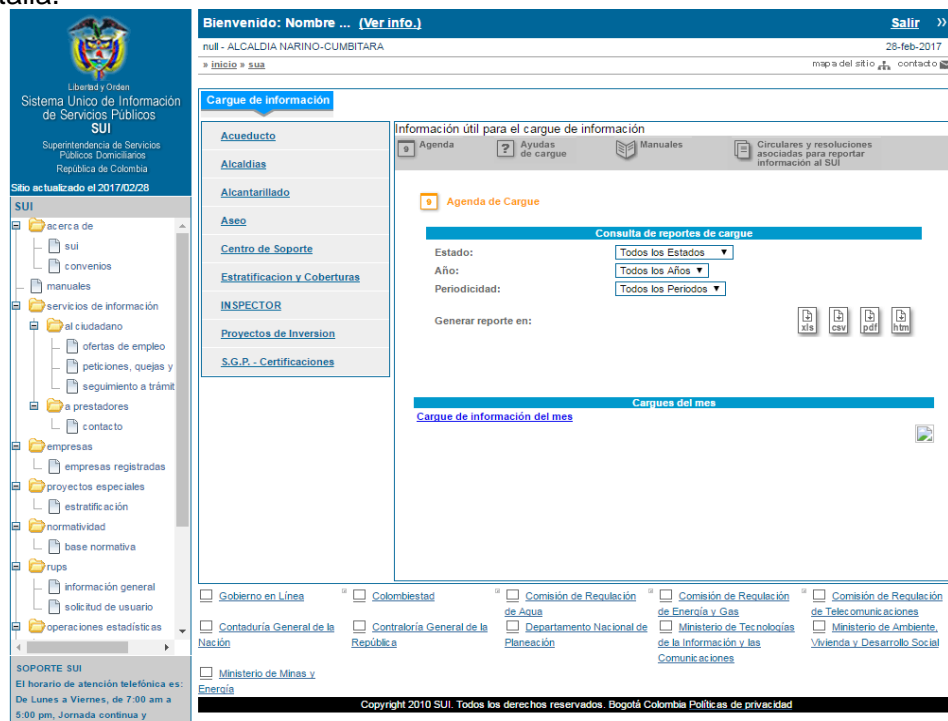 talla.
Libertad y Orden
Sistema Unico de Información
de Servicios Públicos
SUI
Superintendencia de Servicios
Públicos Domicilianos
República de Colombia
Sitio actualizado el 2017/02/28
SUI
acerca de
sui
convenios
manuales
servicios de información
al ciudadano
ofertas de empleo
peticiones, quejas y
seguimiento a trámit
a prestadores
contacto
empresas
empresas registradas
proyectos especiales
estratificación
normatividad
base normativa
rups
información general
solicitud de usuario
operaciones estadísticas
SOPORTE SUI
El horario de atención telefónica es:
De Lunes a Viernes, de 7:00 am a
5:00 pm, Jornada continua y
Bienvenido: Nombre ... (Ver info.)
Salir »
null - ALCALDIA NARINO-CUMBITARA
28-feb-2017
» inicio » sua
mapa del sitio contacto
Cargue de información
Acueducto
Alcaldias
Alcantarillado
Aseo
Centro de Soporte
Estratificacion y Coberturas
INSPECTOR
Proyectos de Inversion
S.G.P. - Certificaciones
Información útil para el cargue de información
9 Agenda
? Ayudas
de cargue
Manuales
Circulares y resoluciones
asociadas para reportar
información al SUI
9 Agenda de Cargue
Consulta de reportes de cargue
Estado: Todos los Estados ▼
Año: Todos los Años ▼
Periodicidad: Todos los Periodos ▼
Generar reporte en: xls csv pdf htm
Cargues del mes
Cargue de información del mes
Gobierno en Línea
Colombiestad
Comisión de Regulación
de Agua
Comisión de Regulación
de Energía y Gas
Comisión de Regulación
de Telecomunicaciones
Contaduría General de la
Nación
Contraloría General de la
República
Departamento Nacional de
Planeación
Ministerio de Tecnologías
de la Información y las
Comunicaciones
Ministerio de Ambiente,
Vivienda y Desarrollo Social
Ministerio de Minas y
Energía
Copyright 2010 SUI. Todos los derechos reservados. Bogotá Colombia Políticas de privacidad